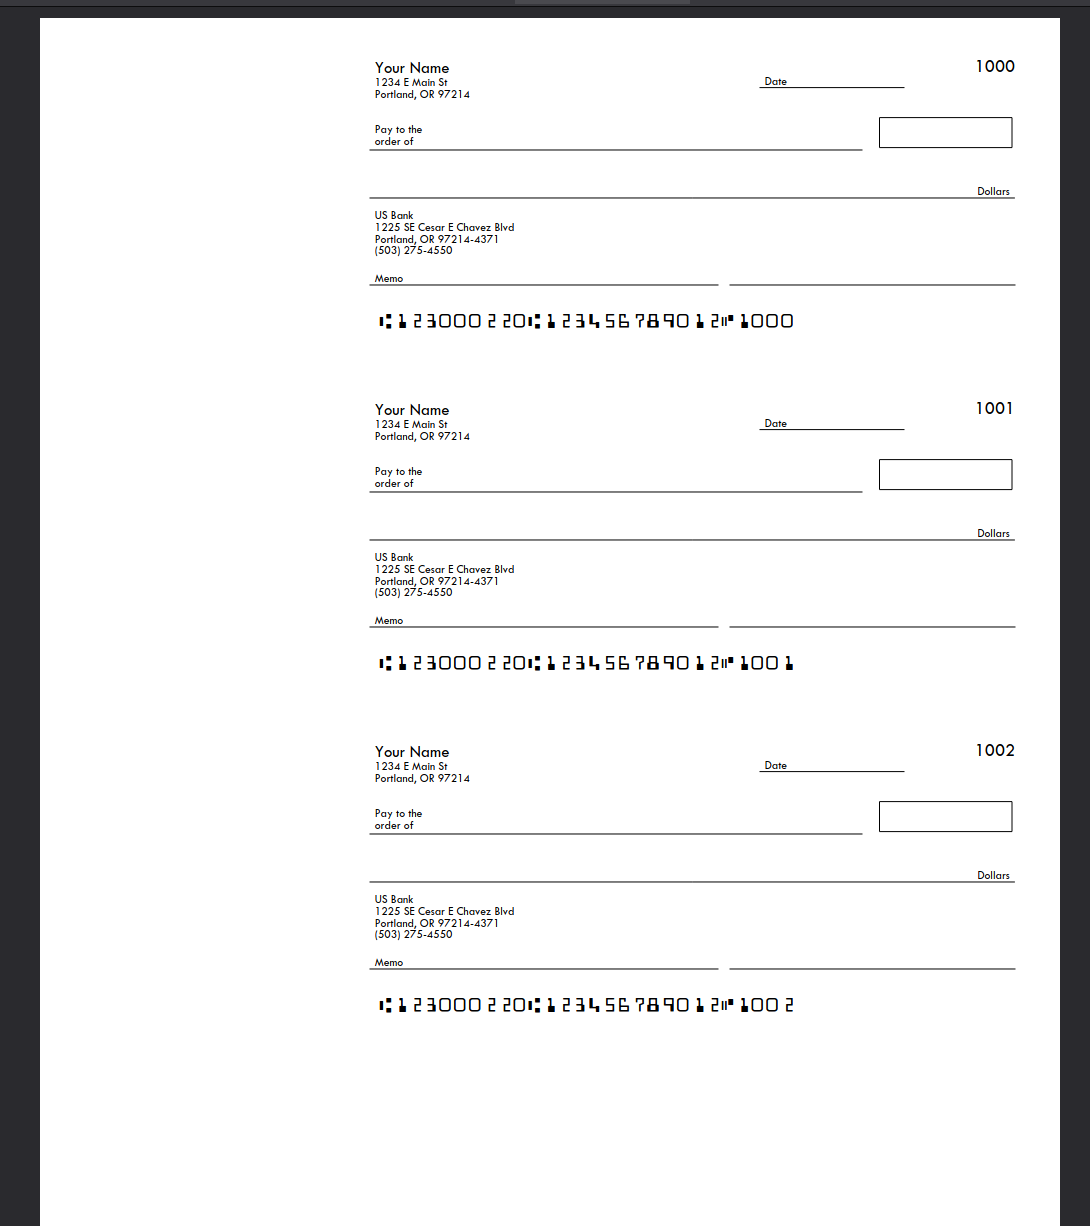 Your Name
1000
1234 E Main St
Date
Portland, OR 97214
Pay to the
order of
Dollars
US Bank
1225 SE Cesar E Chavez Blvd
Portland, OR 97214-4371
(503) 275-4550
Memo
⑆123000220⑆123456789012⑈1000
Your Name
1001
1234 E Main St
Date
Portland, OR 97214
Pay to the
order of
Dollars
US Bank
1225 SE Cesar E Chavez Blvd
Portland, OR 97214-4371
(503) 275-4550
Memo
⑆123000220⑆123456789012⑈1001
Your Name
1002
1234 E Main St
Date
Portland, OR 97214
Pay to the
order of
Dollars
US Bank
1225 SE Cesar E Chavez Blvd
Portland, OR 97214-4371
(503) 275-4550
Memo
⑆123000220⑆123456789012⑈1002